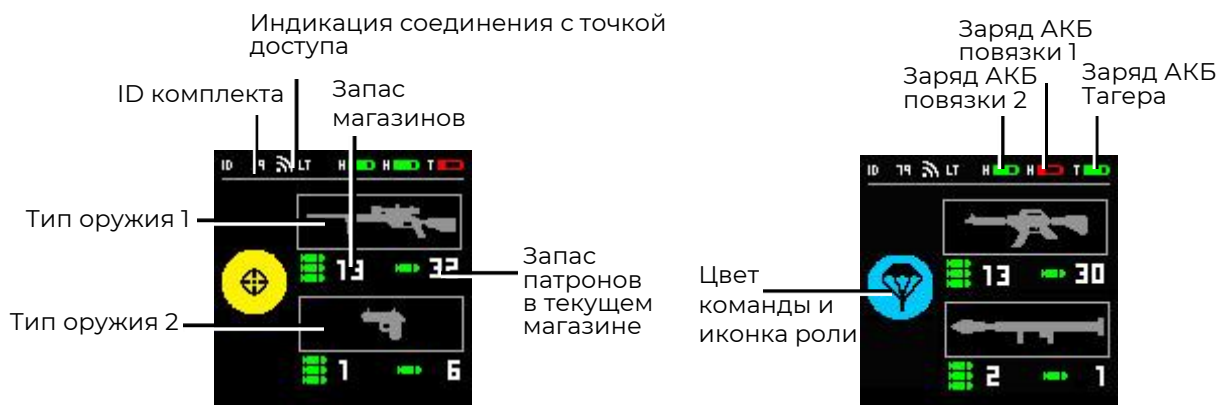 Индикация соединения с точкой
доступа
ID комплекта
Запас
магазинов
Тип оружия 1
Тип оружия 2
Запас
патронов
в текущем
магазине
ID 9 LT H H T
13 32
1 6
Заряд АКБ
повязки 1
Заряд АКБ
повязки 2
Заряд АКБ
Тагера
Цвет
команды и
иконка роли
ID 79 LT H H T
13 30
2 1